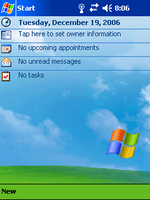 Start 8:06
Tuesday, December 19, 2006
Tap here to set owner information
No upcoming appointments
No unread messages
No tasks
New